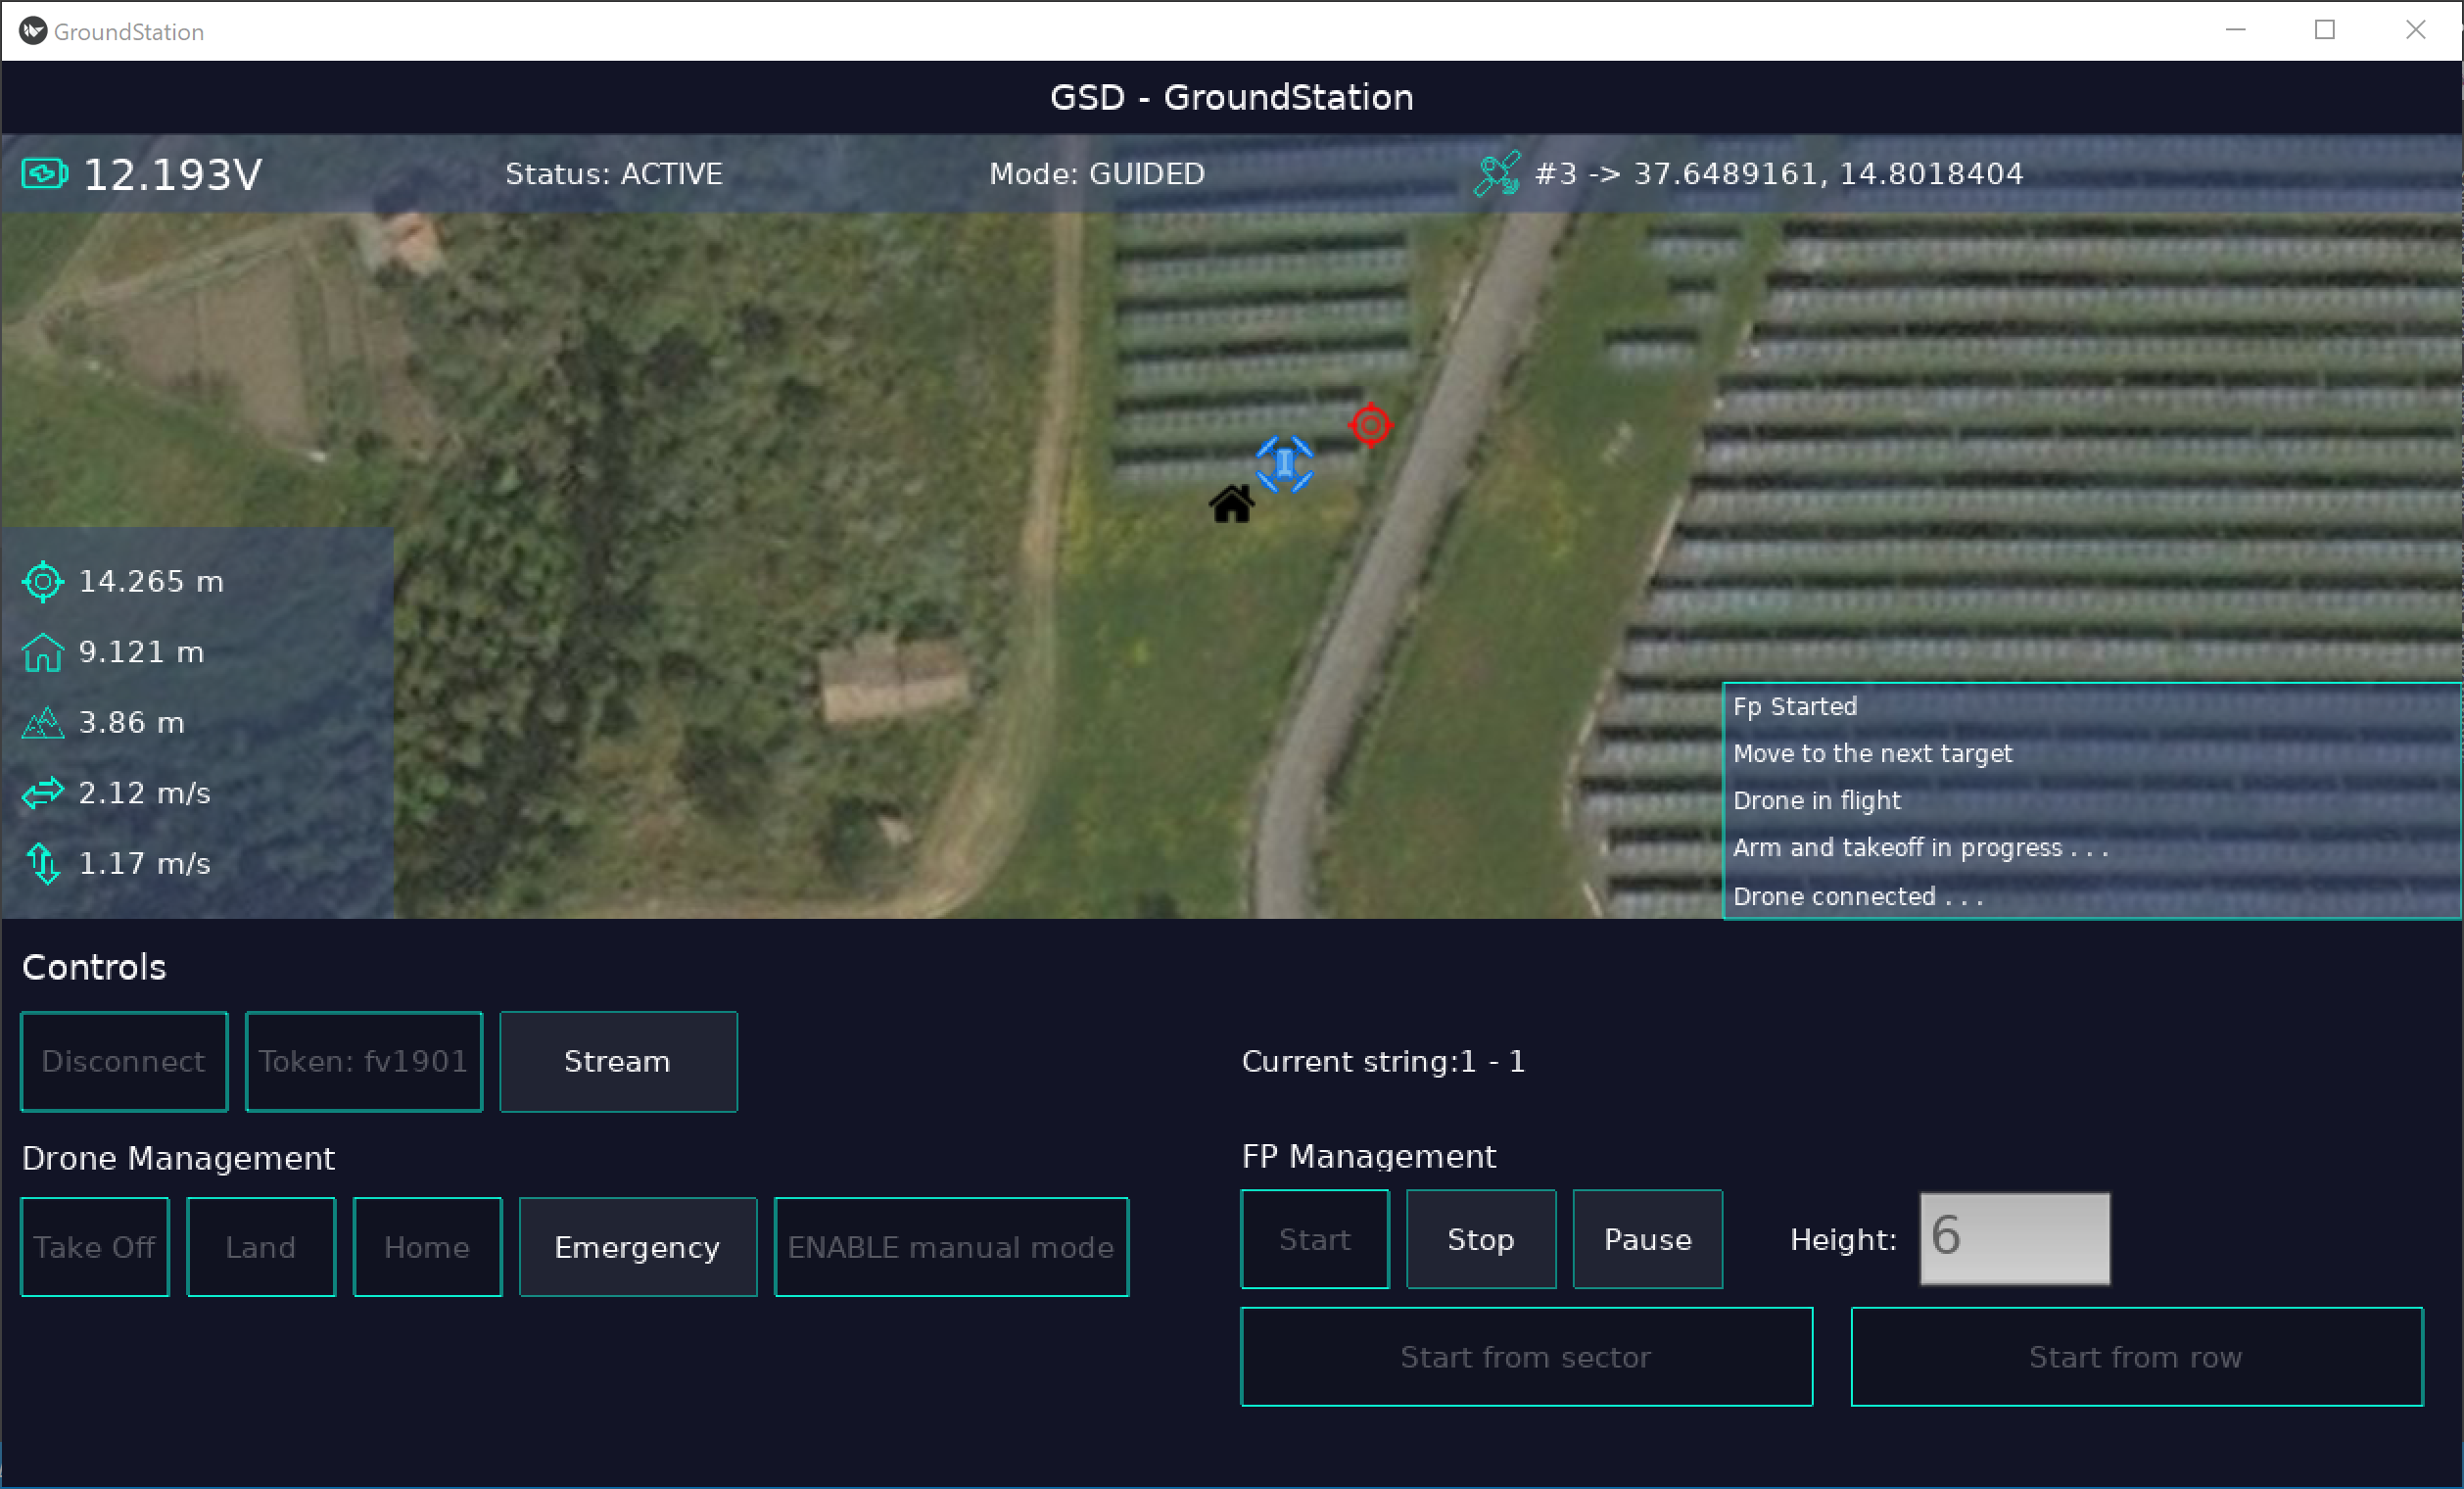 GroundStation
GSD - GroundStation
12.193V Status: ACTIVE Mode: GUIDED #3 -> 37.6489161, 14.8018404
14.265 m
9.121 m
3.86 m
2.12 m/s
1.17 m/s
Fp Started
Move to the next target
Drone in flight
Arm and takeoff in progress . . .
Drone connected . . .
Controls
Disconnect Token: fv1901 Stream
Current string:1 - 1
Drone Management
Take Off Land Home Emergency ENABLE manual mode
FP Management
Start Stop Pause Height: 6
Start from sector Start from row